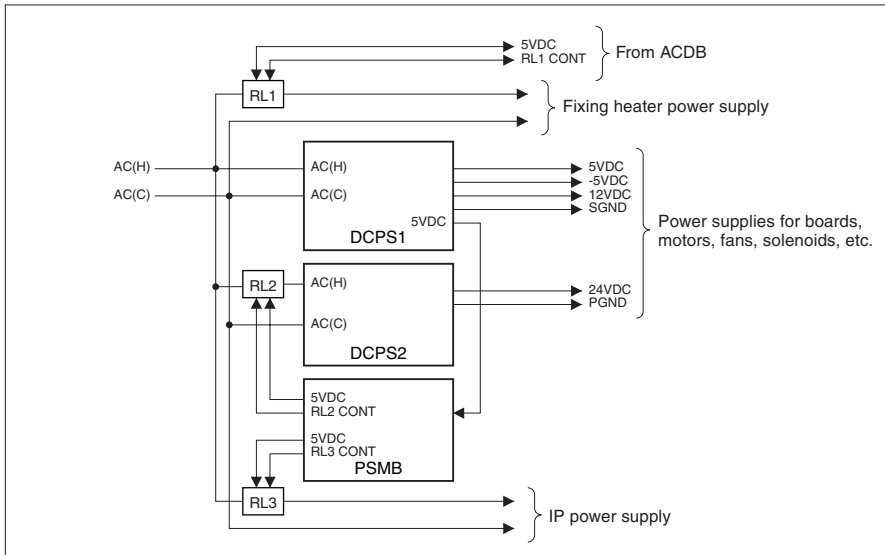 5VDC
RL1 CONT
From ACDB
RL1
Fixing heater power supply
AC(H)
AC(C)
AC(H)
AC(C)
5VDC
DCPS1
5VDC
-5VDC
12VDC
SGND
Power supplies for boards,
motors, fans, solenoids, etc.
RL2
AC(H)
AC(C)
DCPS2
24VDC
PGND
5VDC
RL2 CONT
5VDC
RL3 CONT
PSMB
RL3
IP power supply